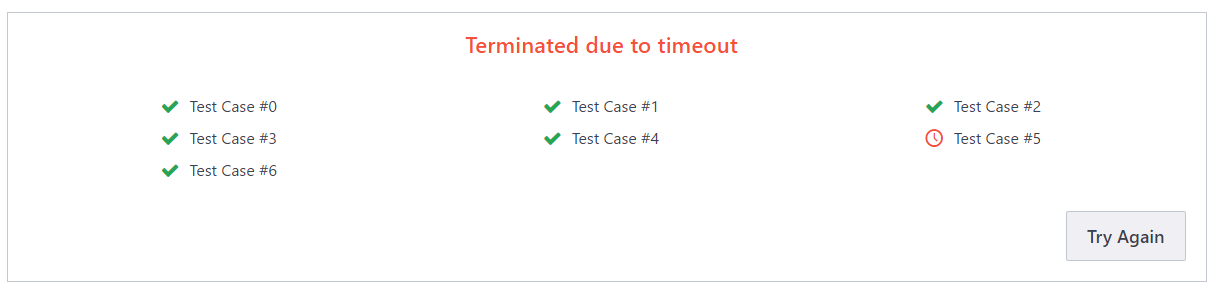 Terminated due to timeout
Test Case #0 Test Case #1 Test Case #2
Test Case #3 Test Case #4 Test Case #5
Test Case #6
Try Again